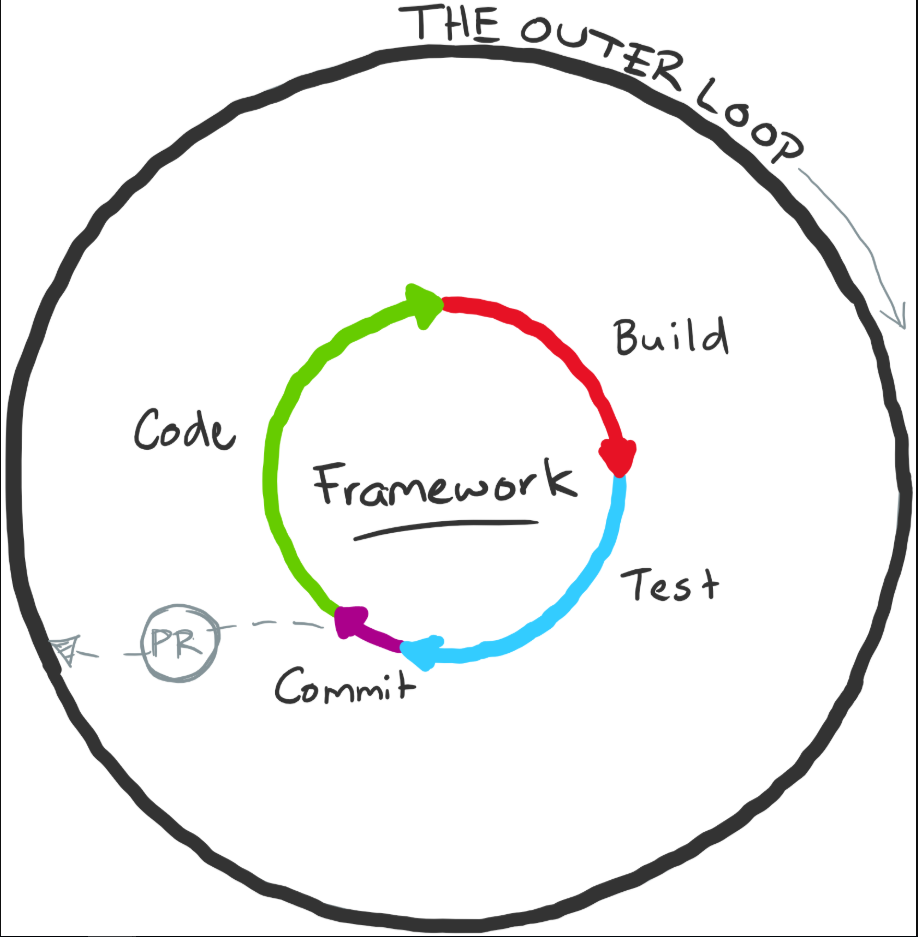 THE OUTER LOOP
Build
Code
Framework
Test
PR
Commit